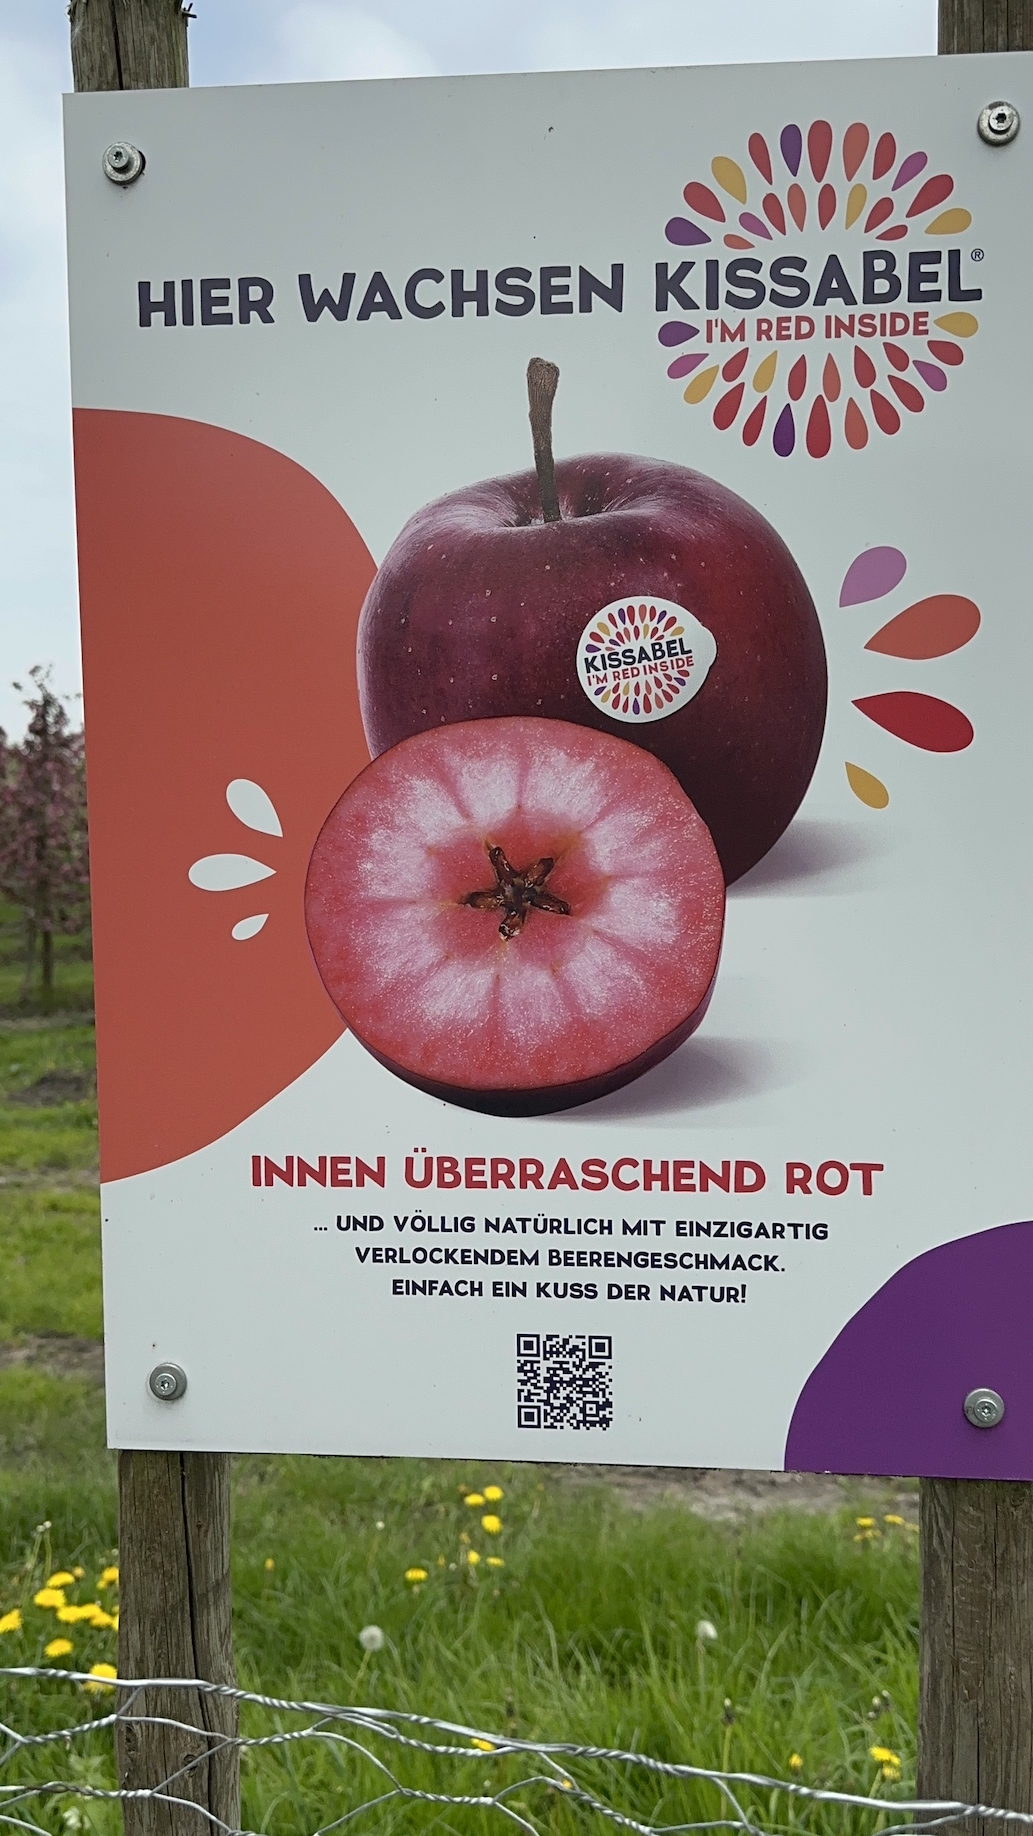 HIER WACHSEN KISSABEL®
I'M RED INSIDE
KISSABEL
I'M RED INSIDE
INNEN ÜBERRASCHEND ROT
... UND VÖLLIG NATÜRLICH MIT EINZIGARTIG
VERLOCKENDEM BEERENGESCHMACK.
EINFACH EIN KUSS DER NATUR!